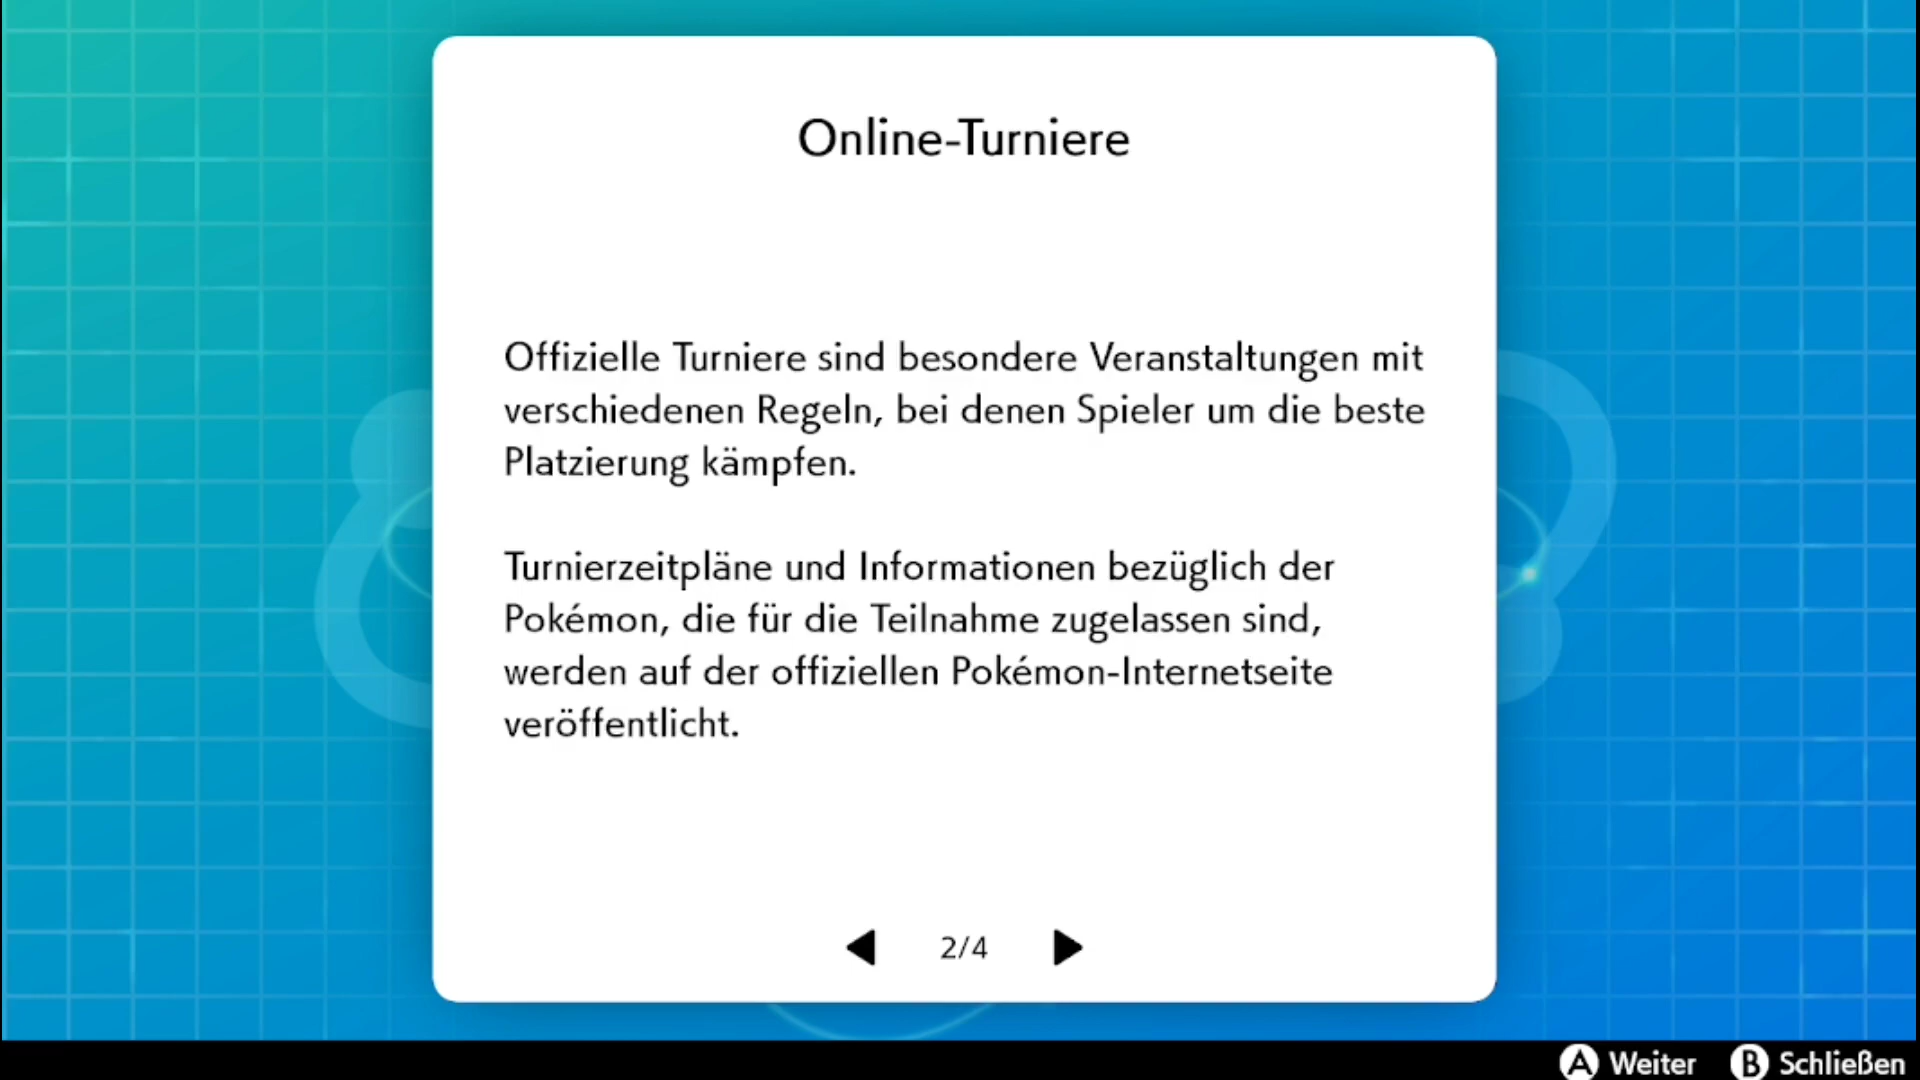 Online-Turniere
Offizielle Turniere sind besondere Veranstaltungen mit
verschiedenen Regeln, bei denen Spieler um die beste
Platzierung kämpfen.
Turnierzeitpläne und Informationen bezüglich der
Pokémon, die für die Teilnahme zugelassen sind,
werden auf der offiziellen Pokémon-Internetseite
veröffentlicht.
2/4
A Weiter B Schließen